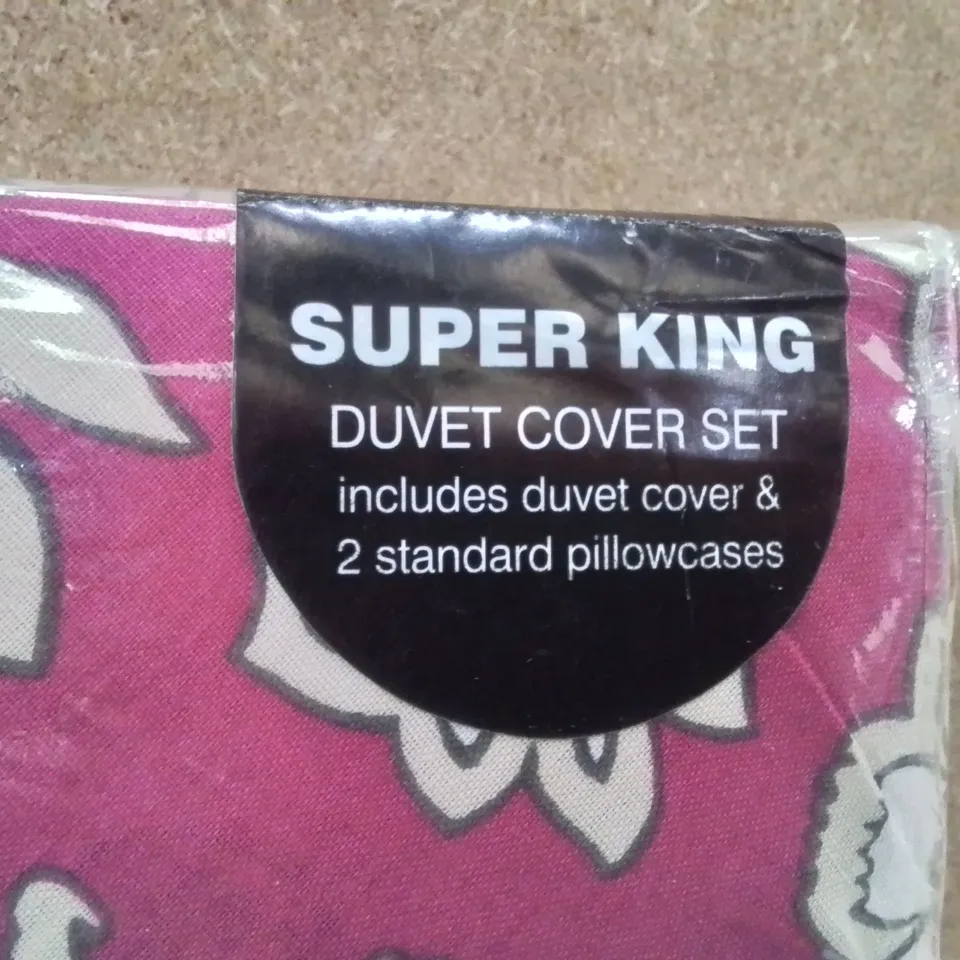 SUPER KING
DUVET COVER SET
includes duvet cover &
2 standard pillowcases